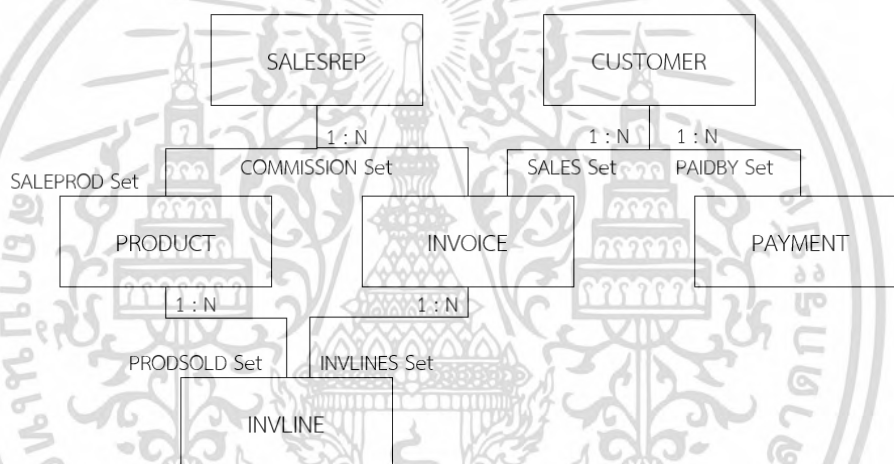 SALESREP
CUSTOMER
1 : N
1 : N
1 : N
SALEPROD Set
COMMISSION Set
SALES Set
PAIDBY Set
PRODUCT
INVOICE
PAYMENT
1 : N
1 : N
PRODSOLD Set
INVLINES Set
INVLINE